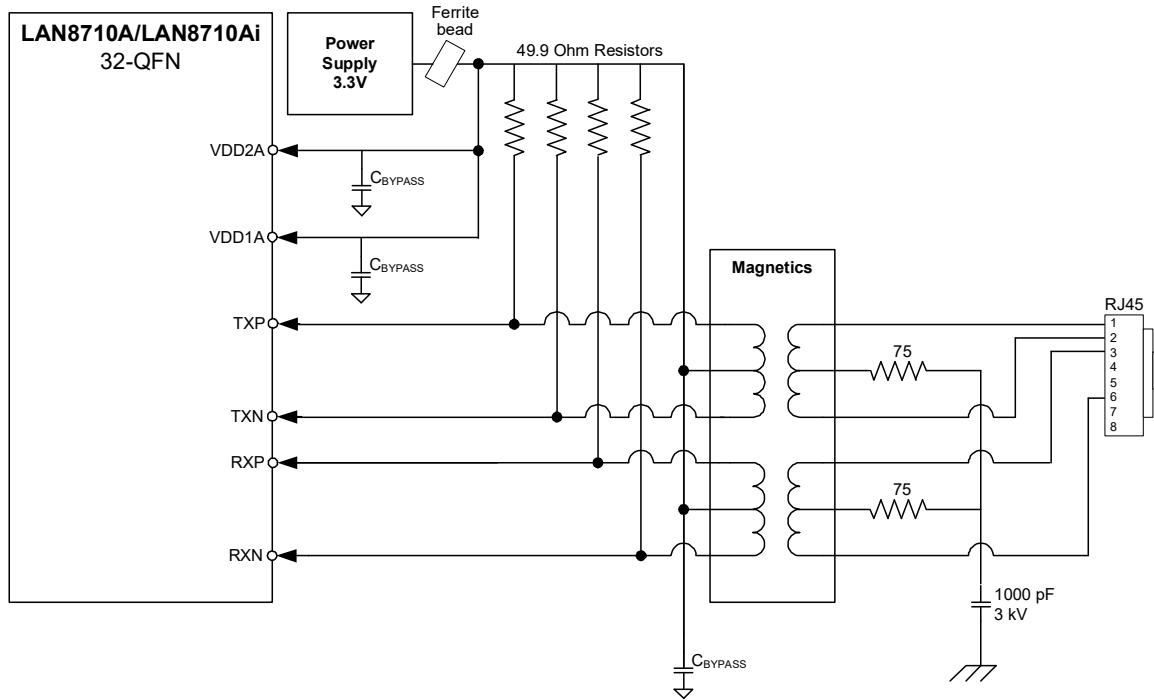 LAN8710A/LAN8710Ai
32-QFN
Power
Supply
3.3V
Ferrite
bead
49.9 Ohm Resistors
VDD2A
CBYPASS
VDD1A
CBYPASS
Magnetics
TXP
TXN
RXP
RXN
75
75
RJ45
1
2
3
4
5
6
7
8
1000 pF
3 kV
CBYPASS